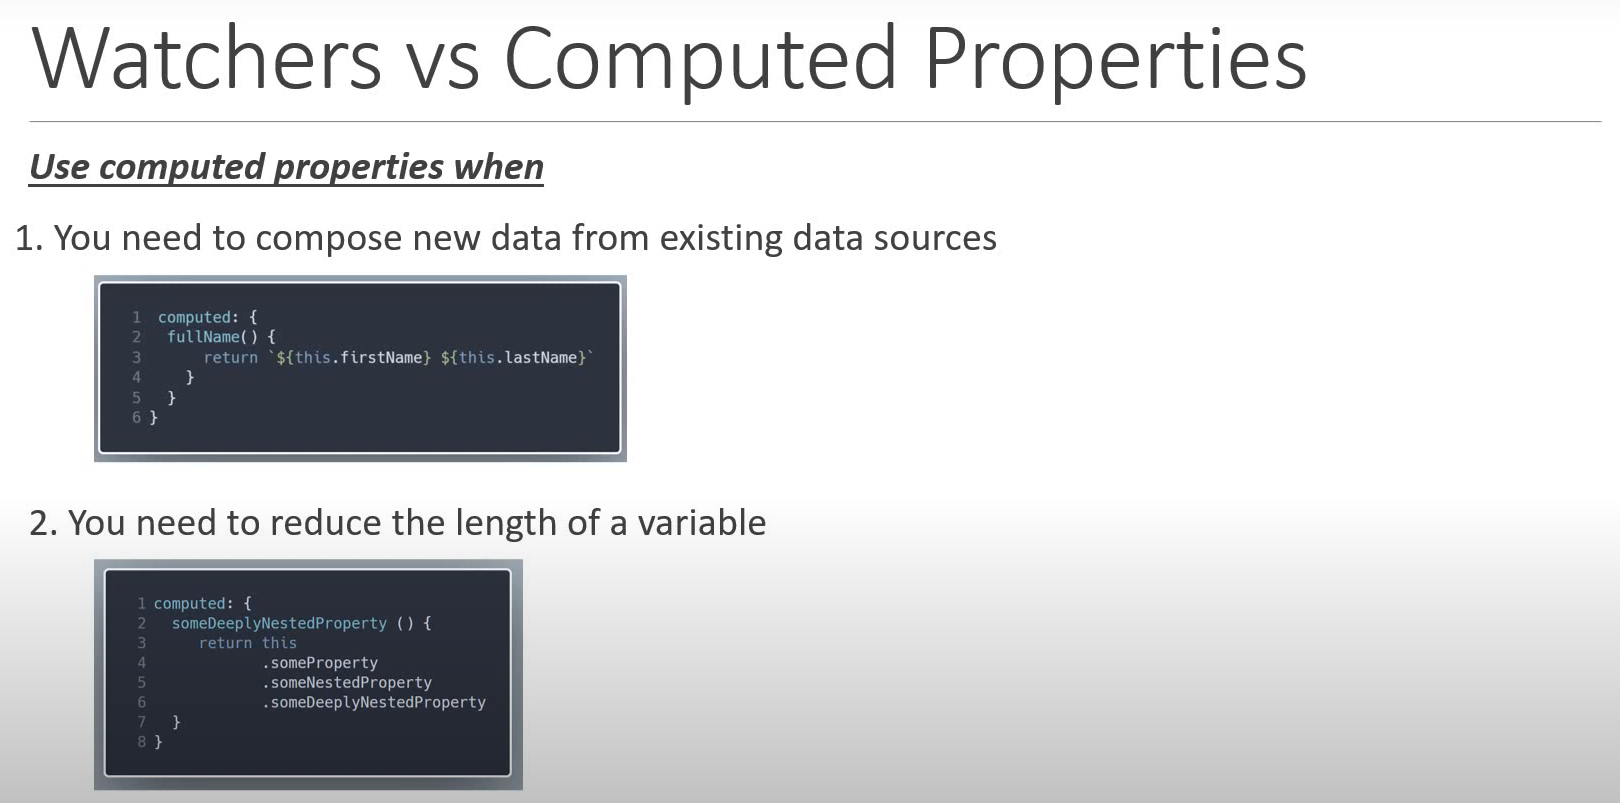 Watchers vs Computed Properties
Use computed properties when
1. You need to compose new data from existing data sources
1 computed: {
2 fullName() {
3 return `${this.firstName} ${this.lastName}`
4 }
5 }
6 }
2. You need to reduce the length of a variable
1 computed: {
2 someDeeplyNestedProperty () {
3 return this
4 .someProperty
5 .someNestedProperty
6 .someDeeplyNestedProperty
7 }
8 }